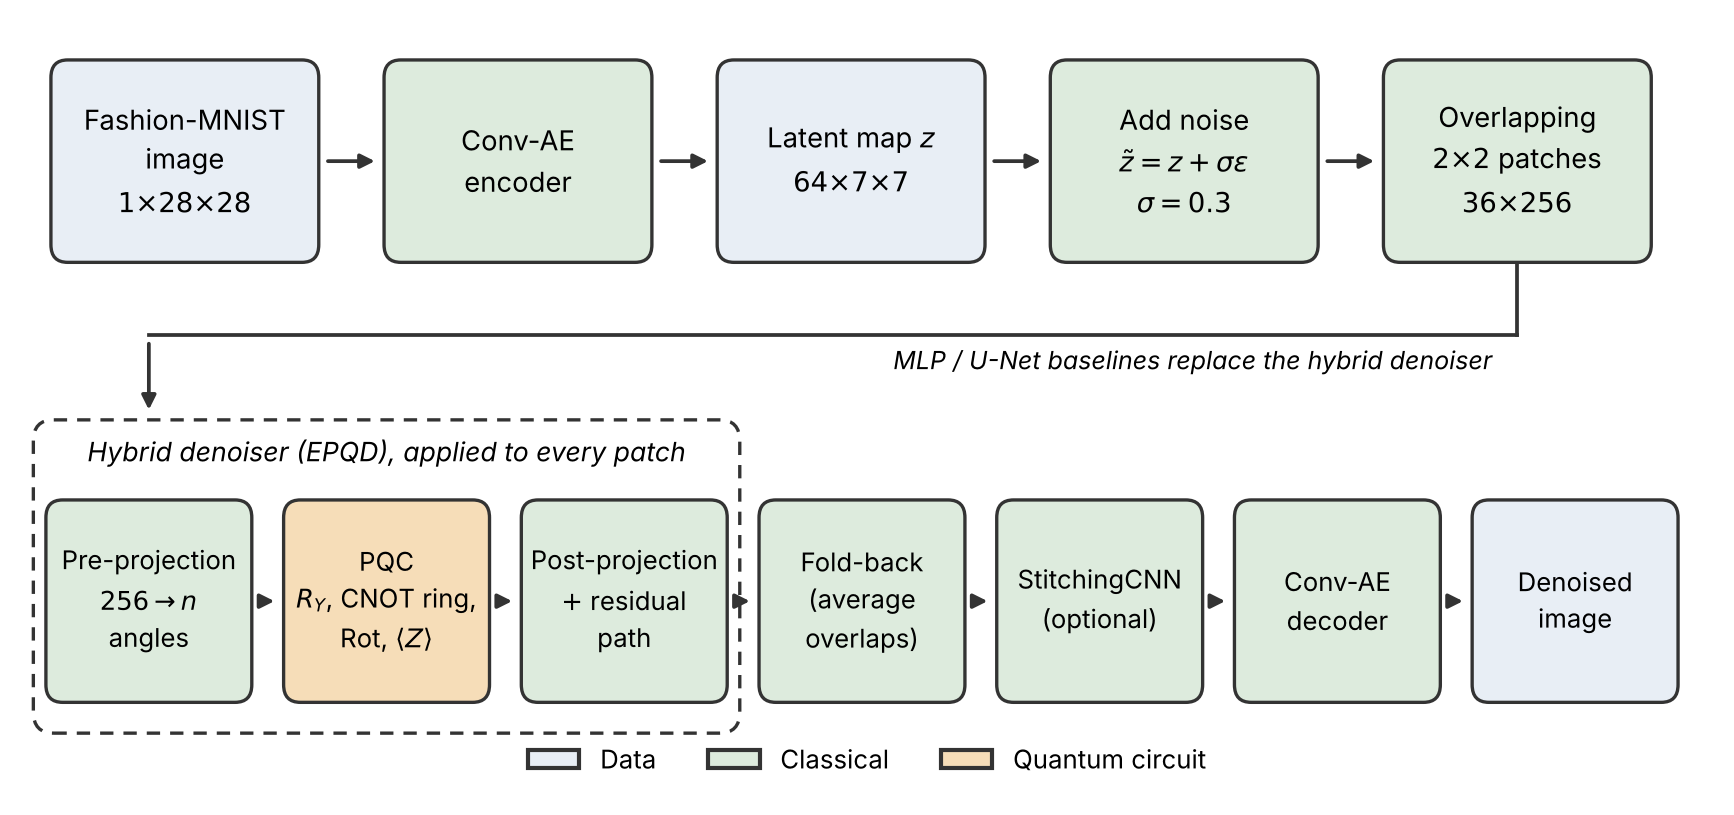 Fashion-MNIST
image
1×28×28
Conv-AE
encoder
Latent map z
64×7×7
Add noise
z̃ = z + σε
σ = 0.3
Overlapping
2×2 patches
36×256
MLP / U-Net baselines replace the hybrid denoiser
Hybrid denoiser (EPQD), applied to every patch
Pre-projection
256 → n
angles
PQC
R_Y, CNOT ring,
Rot, ⟨Z⟩
Post-projection
+ residual
path
Fold-back
(average
overlaps)
StitchingCNN
(optional)
Conv-AE
decoder
Denoised
image
Data
Classical
Quantum circuit